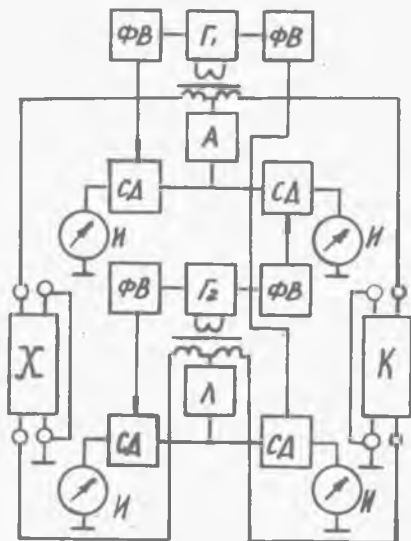 ФВ Г₁ ФВ
А
СД СД
И И
ФВ Г₂ ФВ
Х К
Л
СД СД
И И